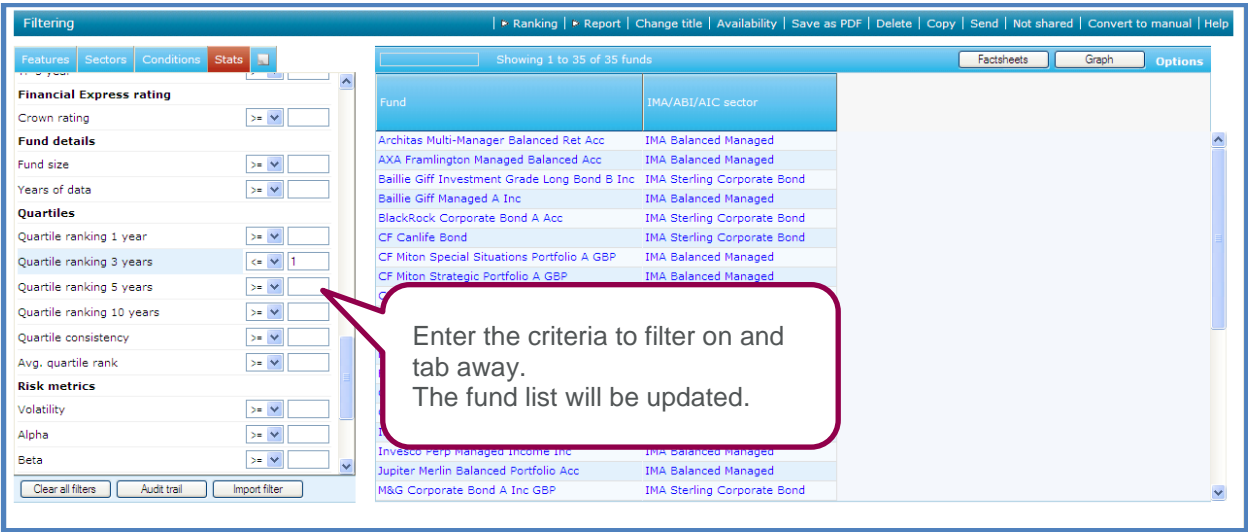 Filtering
Ranking | Report | Change title | Availability | Save as PDF | Delete | Copy | Send | Not shared | Convert to manual | Help
Features Sectors Conditions Stats
Showing 1 to 35 of 35 funds
Factsheets Graph Options
Financial Express rating
Crown rating >=
Fund details
Fund size >=
Years of data >=
Quartiles
Quartile ranking 1 year >=
Quartile ranking 3 years <= 1
Quartile ranking 5 years >=
Quartile ranking 10 years >=
Quartile consistency >=
Avg. quartile rank >=
Risk metrics
Volatility >=
Alpha >=
Beta >=
Clear all filters Audit trail Import filter
Fund IMA/ABI/AIC sector
Architas Multi-Manager Balanced Ret Acc IMA Balanced Managed
AXA Framlington Managed Balanced Acc IMA Balanced Managed
Baillie Giff Investment Grade Long Bond B Inc IMA Sterling Corporate Bond
Baillie Giff Managed A Inc IMA Balanced Managed
BlackRock Corporate Bond A Acc IMA Sterling Corporate Bond
CF Canlife Bond IMA Sterling Corporate Bond
CF Miton Special Situations Portfolio A GBP IMA Balanced Managed
CF Miton Strategic Portfolio A GBP IMA Balanced Managed
Enter the criteria to filter on and
tab away.
The fund list will be updated.
Invesco Perp Managed Income Inc IMA Balanced Managed
Jupiter Merlin Balanced Portfolio Acc IMA Balanced Managed
M&G Corporate Bond A Inc GBP IMA Sterling Corporate Bond